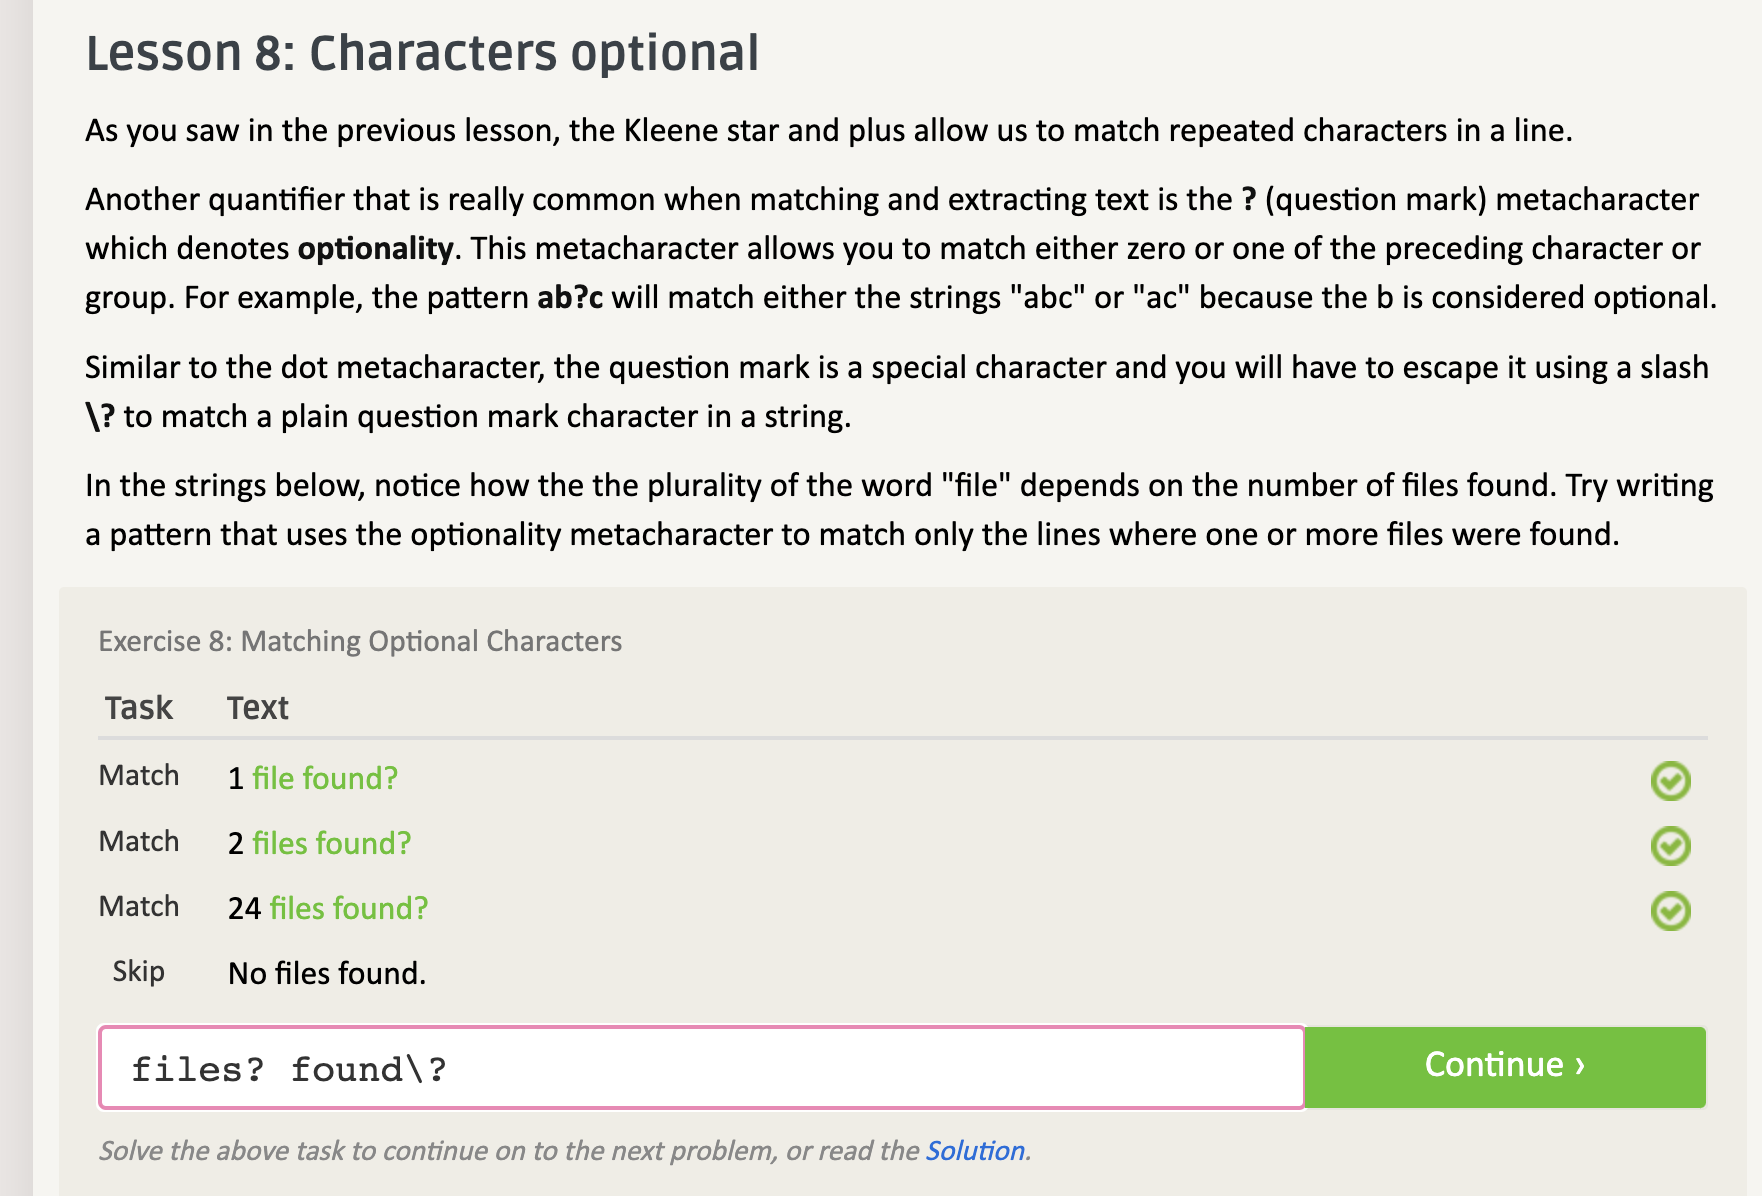 Lesson 8: Characters optional
As you saw in the previous lesson, the Kleene star and plus allow us to match repeated characters in a line.
Another quantifier that is really common when matching and extracting text is the ? (question mark) metacharacter
which denotes optionality. This metacharacter allows you to match either zero or one of the preceding character or
group. For example, the pattern ab?c will match either the strings "abc" or "ac" because the b is considered optional.
Similar to the dot metacharacter, the question mark is a special character and you will have to escape it using a slash
\? to match a plain question mark character in a string.
In the strings below, notice how the the plurality of the word "file" depends on the number of files found. Try writing
a pattern that uses the optionality metacharacter to match only the lines where one or more files were found.
Exercise 8: Matching Optional Characters
Task Text
Match 1 file found?
Match 2 files found?
Match 24 files found?
Skip No files found.
files? found\? Continue ›
Solve the above task to continue on to the next problem, or read the Solution.